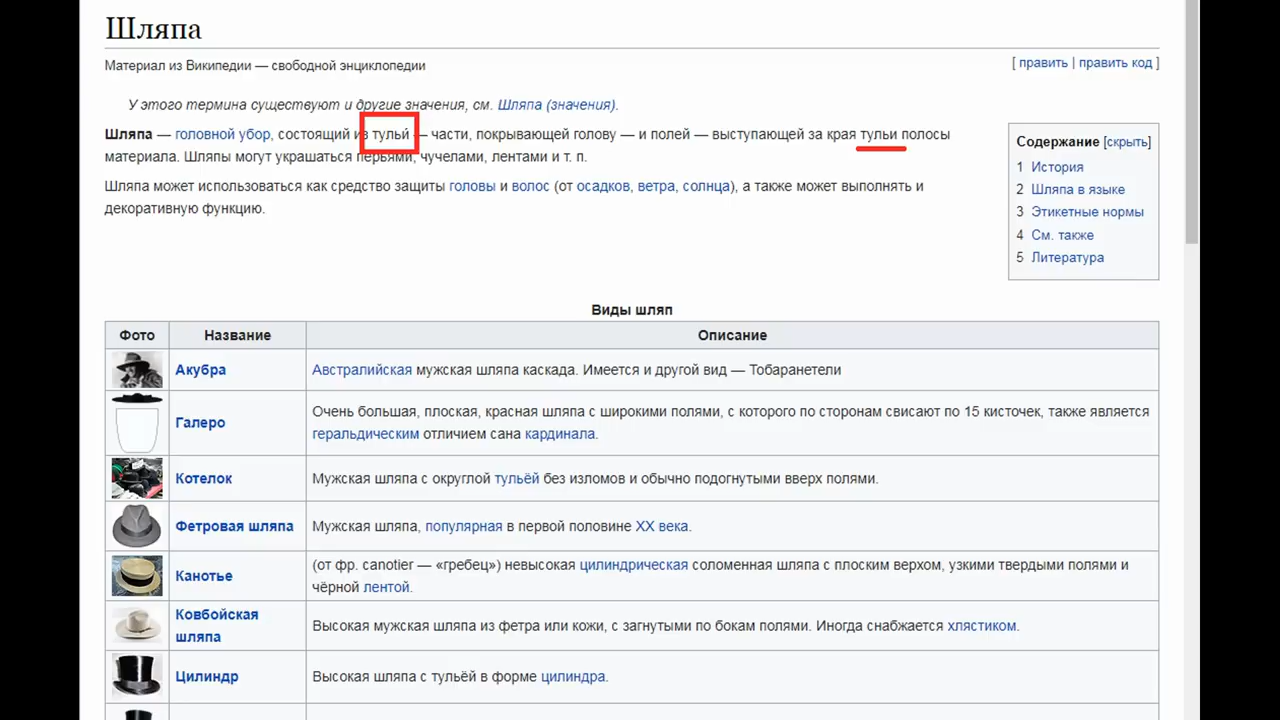 Шляпа
Материал из Википедии — свободной энциклопедии
[ править | править код ]
У этого термина существуют и другие значения, см. Шляпа (значения).
Шляпа — головной убор, состоящий из тульи — части, покрывающей голову — и полей — выступающей за края тульи полосы
материала. Шляпы могут украшаться перьями, чучелами, лентами и т. п.
Шляпа может использоваться как средство защиты головы и волос (от осадков, ветра, солнца), а также может выполнять и
декоративную функцию.
Содержание [скрыть]
1 История
2 Шляпа в языке
3 Этикетные нормы
4 См. также
5 Литература
Виды шляп
Фото Название Описание
Акубра Австралийская мужская шляпа каскада. Имеется и другой вид — Тобаранетели
Галеро Очень большая, плоская, красная шляпа с широкими полями, с которого по сторонам свисают по 15 кисточек, также является
геральдическим отличием сана кардинала.
Котелок Мужская шляпа с округлой тульёй без изломов и обычно подогнутыми вверх полями.
Фетровая шляпа Мужская шляпа, популярная в первой половине XX века.
Канотье (от фр. canotier — «гребец») невысокая цилиндрическая соломенная шляпа с плоским верхом, узкими твердыми полями и
чёрной лентой.
Ковбойская
шляпа
Высокая мужская шляпа из фетра или кожи, с загнутыми по бокам полями. Иногда снабжается хлястиком.
Цилиндр Высокая шляпа с тульёй в форме цилиндра.